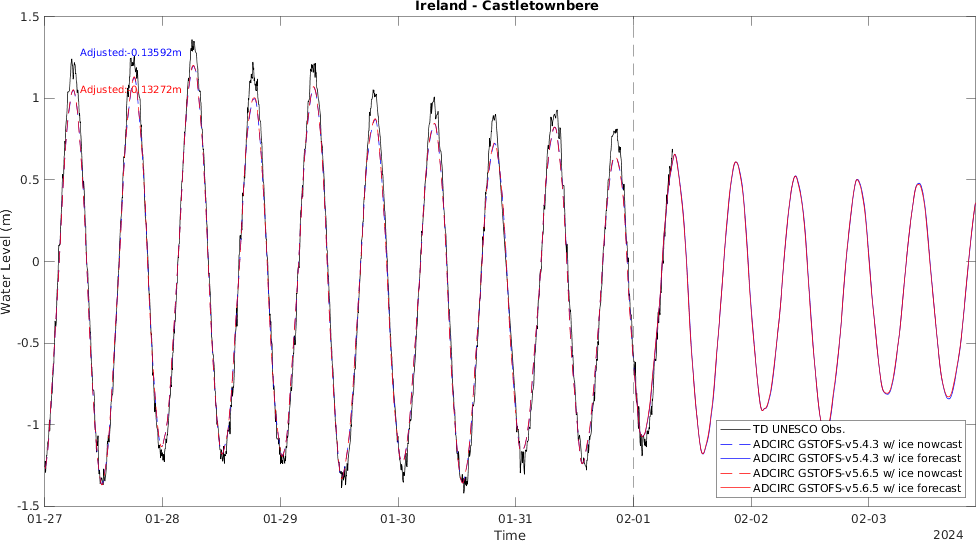 Ireland - Castletownbere
Adjusted:-0.13592m
Adjusted:-0.13272m
1.5
1
0.5
0
-0.5
-1
-1.5
Water Level (m)
TD UNESCO Obs.
ADCIRC GSTOFS-v5.4.3 w/ ice nowcast
ADCIRC GSTOFS-v5.4.3 w/ ice forecast
ADCIRC GSTOFS-v5.6.5 w/ ice nowcast
ADCIRC GSTOFS-v5.6.5 w/ ice forecast
01-27 01-28 01-29 01-30 01-31 02-01 02-02 02-03
Time
2024